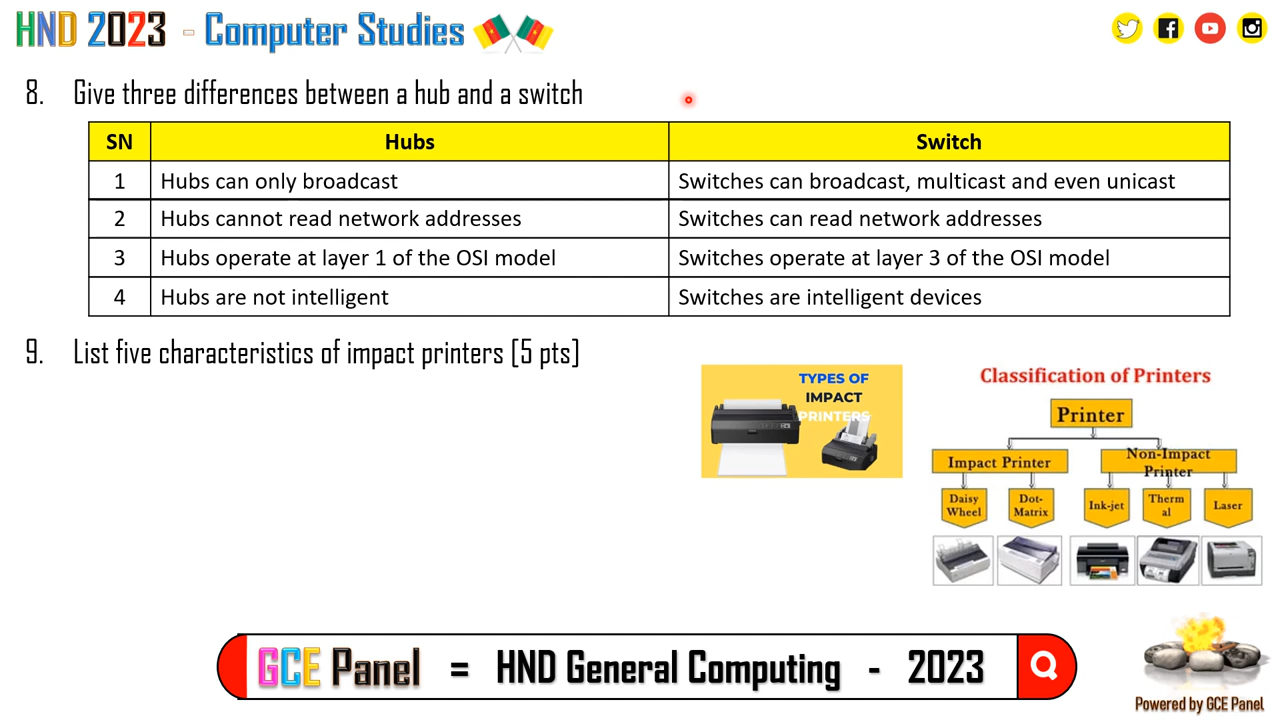 HND 2023 - Computer Studies
8. Give three differences between a hub and a switch
SN Hubs Switch
1 Hubs can only broadcast Switches can broadcast, multicast and even unicast
2 Hubs cannot read network addresses Switches can read network addresses
3 Hubs operate at layer 1 of the OSI model Switches operate at layer 3 of the OSI model
4 Hubs are not intelligent Switches are intelligent devices
9. List five characteristics of impact printers [5 pts]
TYPES OF
IMPACT
PRINTERS
Classification of Printers
Printer
Impact Printer
Non-Impact
Printer
Daisy
Wheel
Dot-
Matrix
Ink-jet
Therm
al
Laser
GCE Panel = HND General Computing - 2023
Powered by GCE Panel